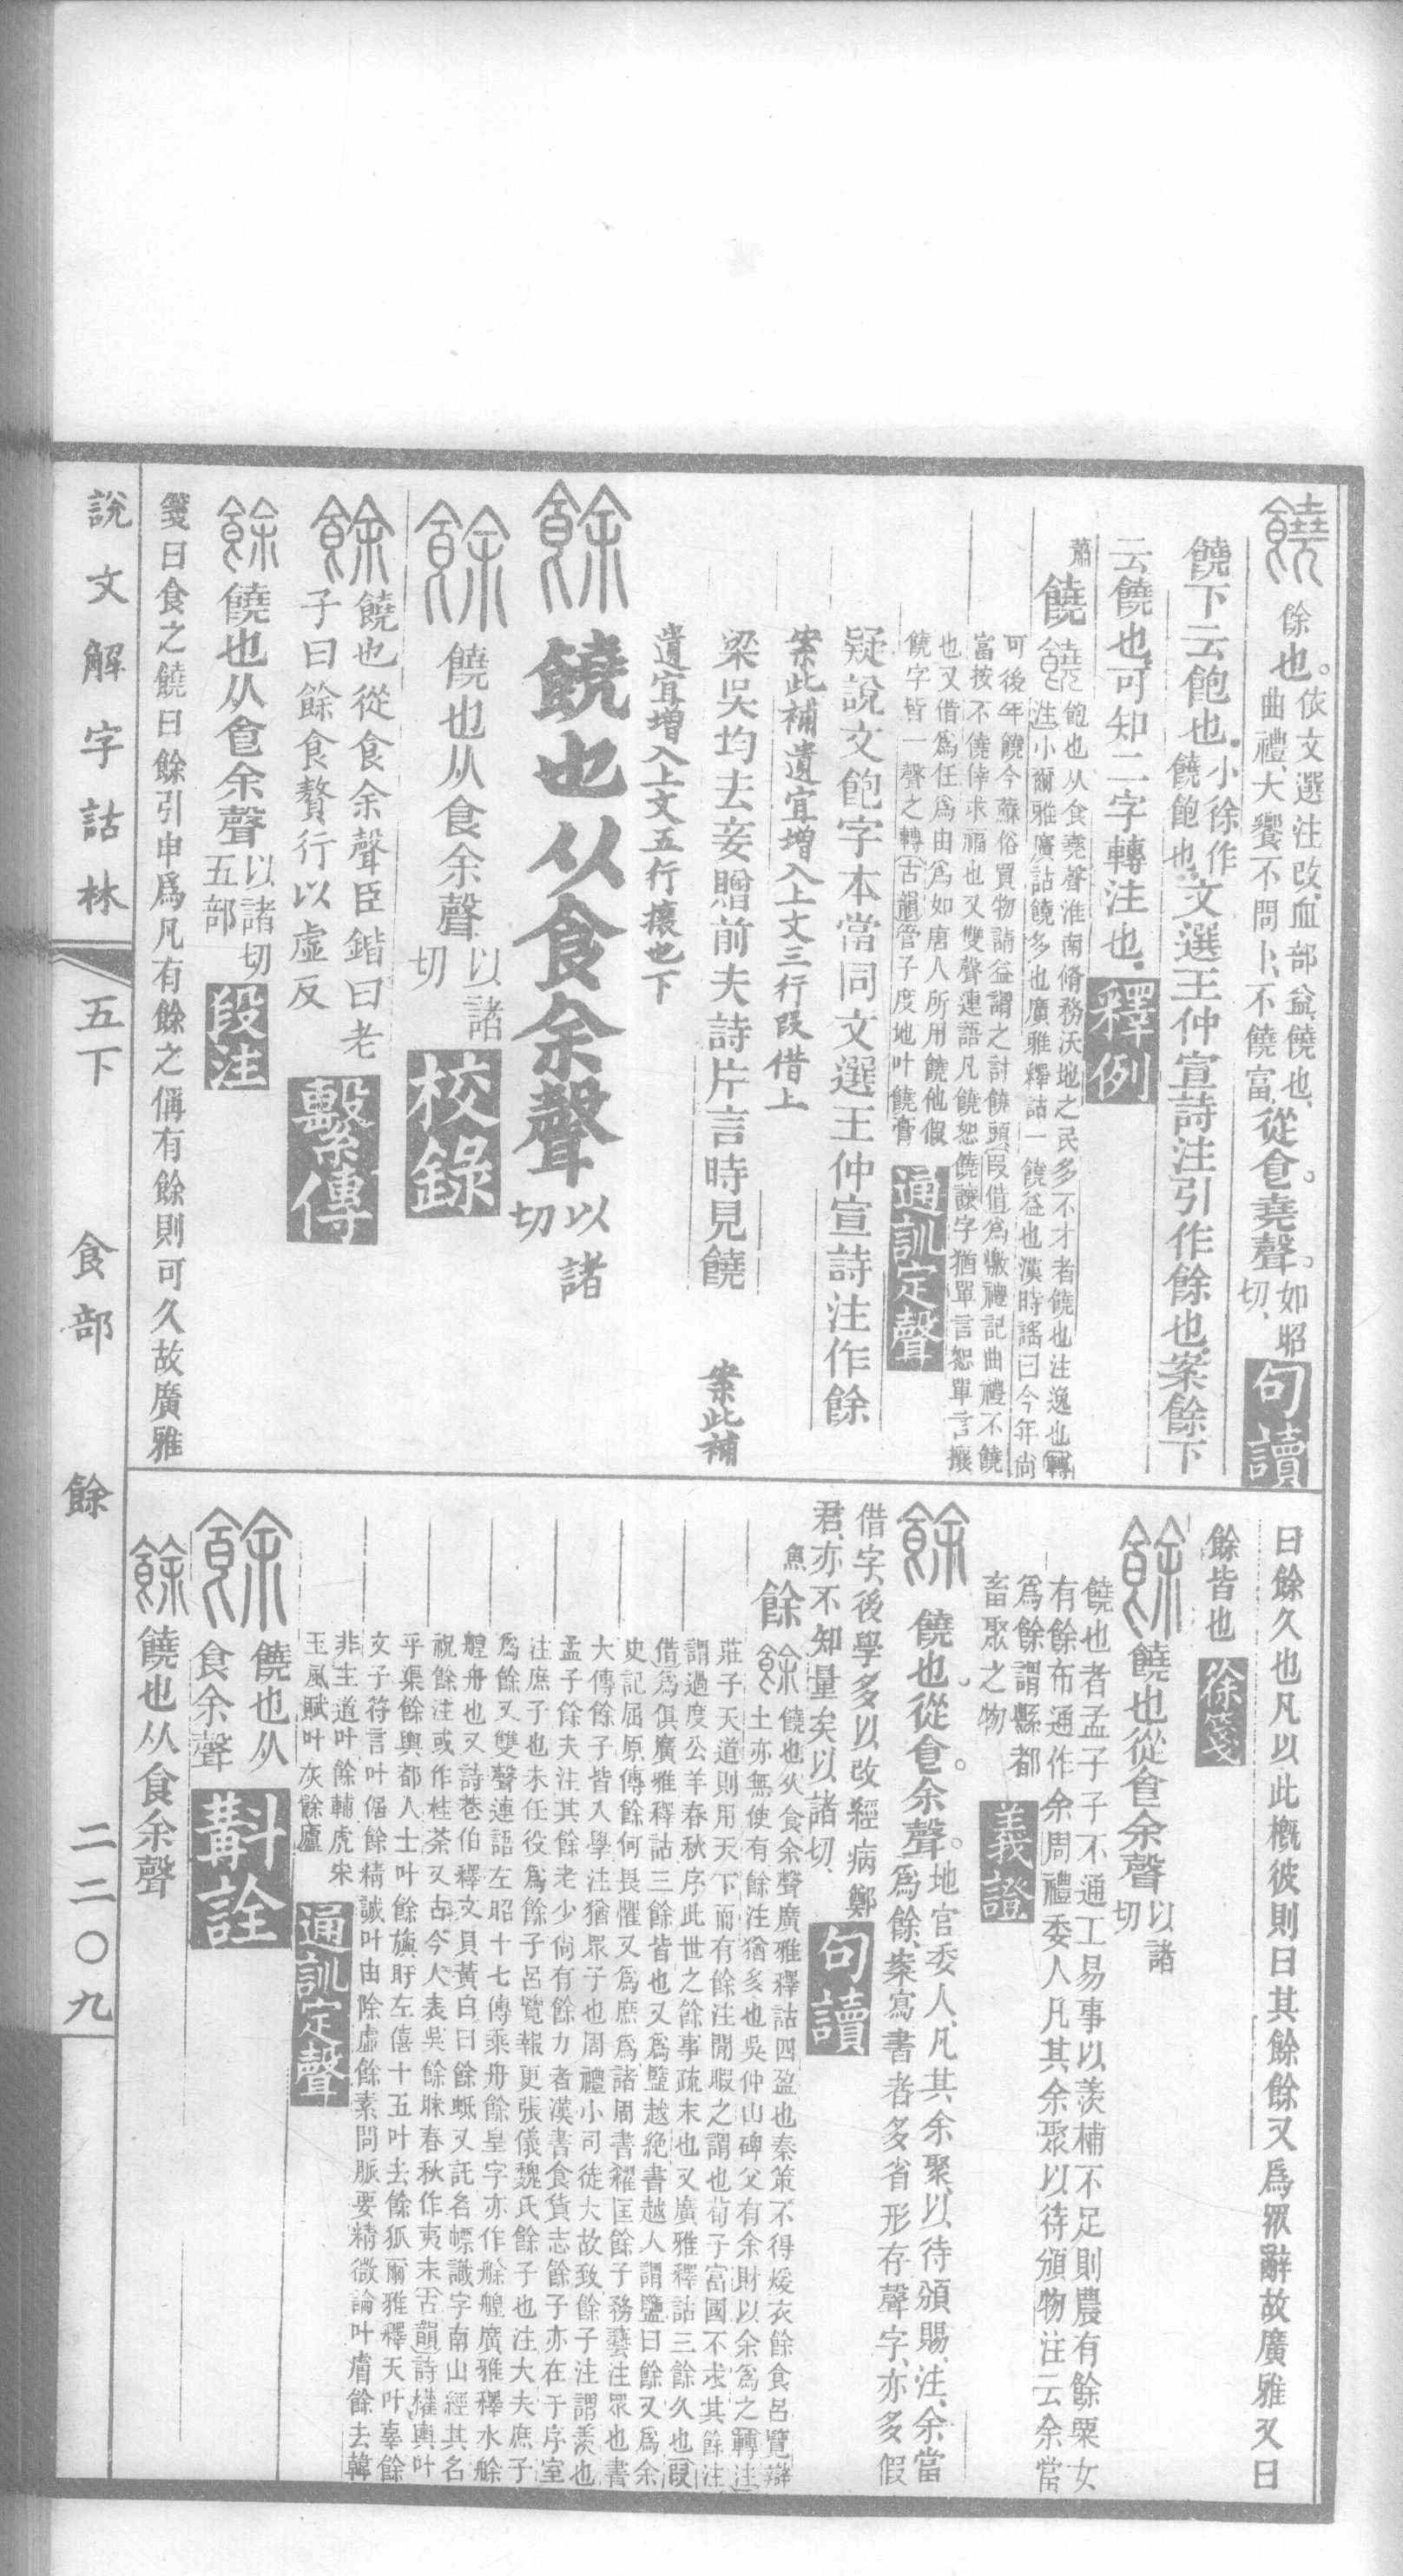 饒 餘也。依文選注改、血部益、饒也、
曲禮、大饗不問卜、不饒富、從𠊊。堯聲。如昭切、句讀
饒下云飽也。小徐作饒飽也。文選王仲宣詩注引作餘也。案餘下
云饒也。可知二字轉注也。釋例
蕭 饒 饒 飽也从食堯聲淮南脩務沃地之民多不才者饒也注逸也轉
注小爾雅廣詁饒多也廣雅釋詁一饒益也漢時謠曰今年尚
可後年饒今蘇俗買物請益謂之討饒頭叚借爲僥禮記曲禮不饒
富按不僥倖求福也又雙聲連語凡饒恕饒讓字猶單言恕單言攘
也又借爲任爲由爲如唐人所用饒他假
饒字皆一聲之轉古韻管子度地叶饒膏 通訓定聲
疑說文飽字本當同文選王仲宣詩注作餘
案此補遺宜增入上文三行叚借上
梁吳均去妾贈前夫詩片言時見饒 案此補
遺宜增入上文五行攘也下
餘 饒也从食余聲 以諸切
餘 饒也从食余聲 以諸切 校錄
餘 饒也從食余聲臣鍇曰老
子曰餘食贅行以虛反 繫傳
餘 饒也从𠊊余聲 以諸切 五部 段注
箋曰食之饒曰餘引申爲凡有餘之偁有餘則可久故廣雅
曰餘久也凡以此槪彼則曰其餘餘又爲眾辭故廣雅又曰
餘皆也 徐箋
餘 饒也從𠊊余聲 以諸切
饒也者孟子子不通工易事以羨補不足則農有餘粟女
有餘布通作余周禮委人凡其余聚以待頒物注云余當
爲餘謂縣都
畜聚之物 義證
餘 饒也。從𠊊。余聲。地官委人、凡其余聚、以待頒賜、注、余當
爲餘、案寫書者多省形存聲字、亦多假
借字、後學多以改經病鄭
君、亦不知量矣以諸切、句讀
魚 餘 餘 饒也从食余聲廣雅釋詁四盈也秦策不得煖衣餘食呂覽辯
土亦無使有餘注猶多也吳仲山碑父有余財以余爲之轉注
莊子天道則用天下而有餘注閒暇之謂也荀子富國不求其餘注
謂過度公羊春秋序此世之餘事疏末也又廣雅釋詁三餘久也叚
借爲俱廣雅釋詁三餘皆也又爲鹽越絕書越人謂鹽曰餘又爲余
史記屈原傳餘何畏懼又爲庶爲諸周書糴匡餘子務藝注眾也書
大傳餘子皆入學注猶眾子也周禮小司徒大故致餘子注謂羨也
孟子餘夫注其餘老少尚有餘力者漢書食貨志餘子亦在于序室
注庶子也未任役爲餘子呂覽報更張儀魏氏餘子也注大夫庶子
爲餘又雙聲連語左昭十七傳乘舟餘皇字亦作艅艎廣雅釋水艅
艎舟也又詩巷伯釋文貝黃白曰餘蚳又託名幖識字南山經其名
祝餘注或作桂荼又古今人表吳餘昧春秋作夷末古韻詩權輿叶
乎渠餘輿都人士叶餘旟盱左僖十五叶去餘狐爾雅釋天叶辜餘
文子符言叶傴餘精誠叶由除虛餘素問脈要精微論叶膚餘去韓
非主道叶餘輔虎宋
玉風賦叶灰餘廬 通訓定聲
餘 饒也从
食余聲 斠詮
餘 饒也从食余聲
說文解字詁林 五下 食部 餘 二二〇九